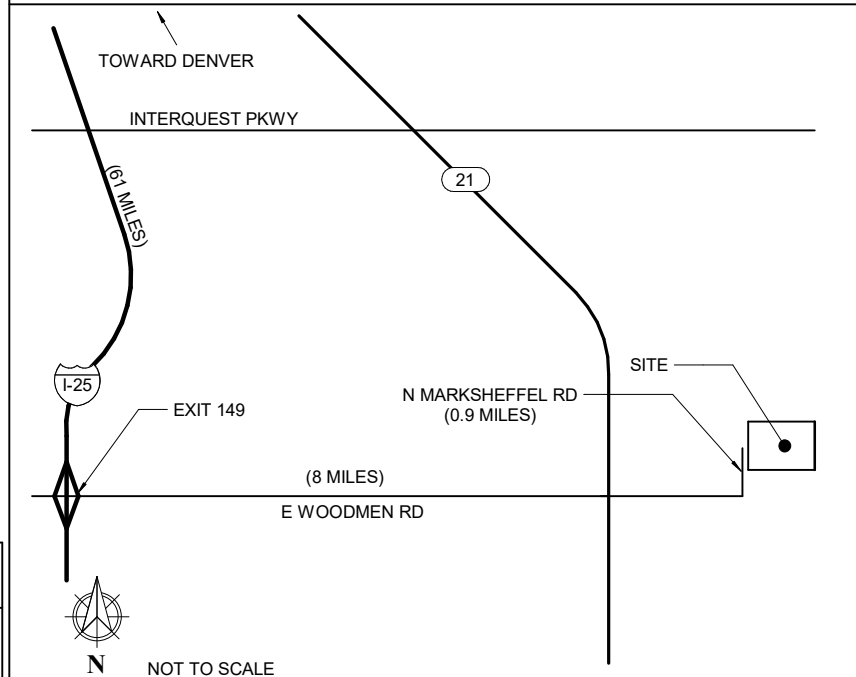 TOWARD DENVER
INTERQUEST PKWY
(61 MILES)
21
SITE
I-25
N MARKSHEFFEL RD
(0.9 MILES)
EXIT 149
(8 MILES)
E WOODMEN RD
N
NOT TO SCALE